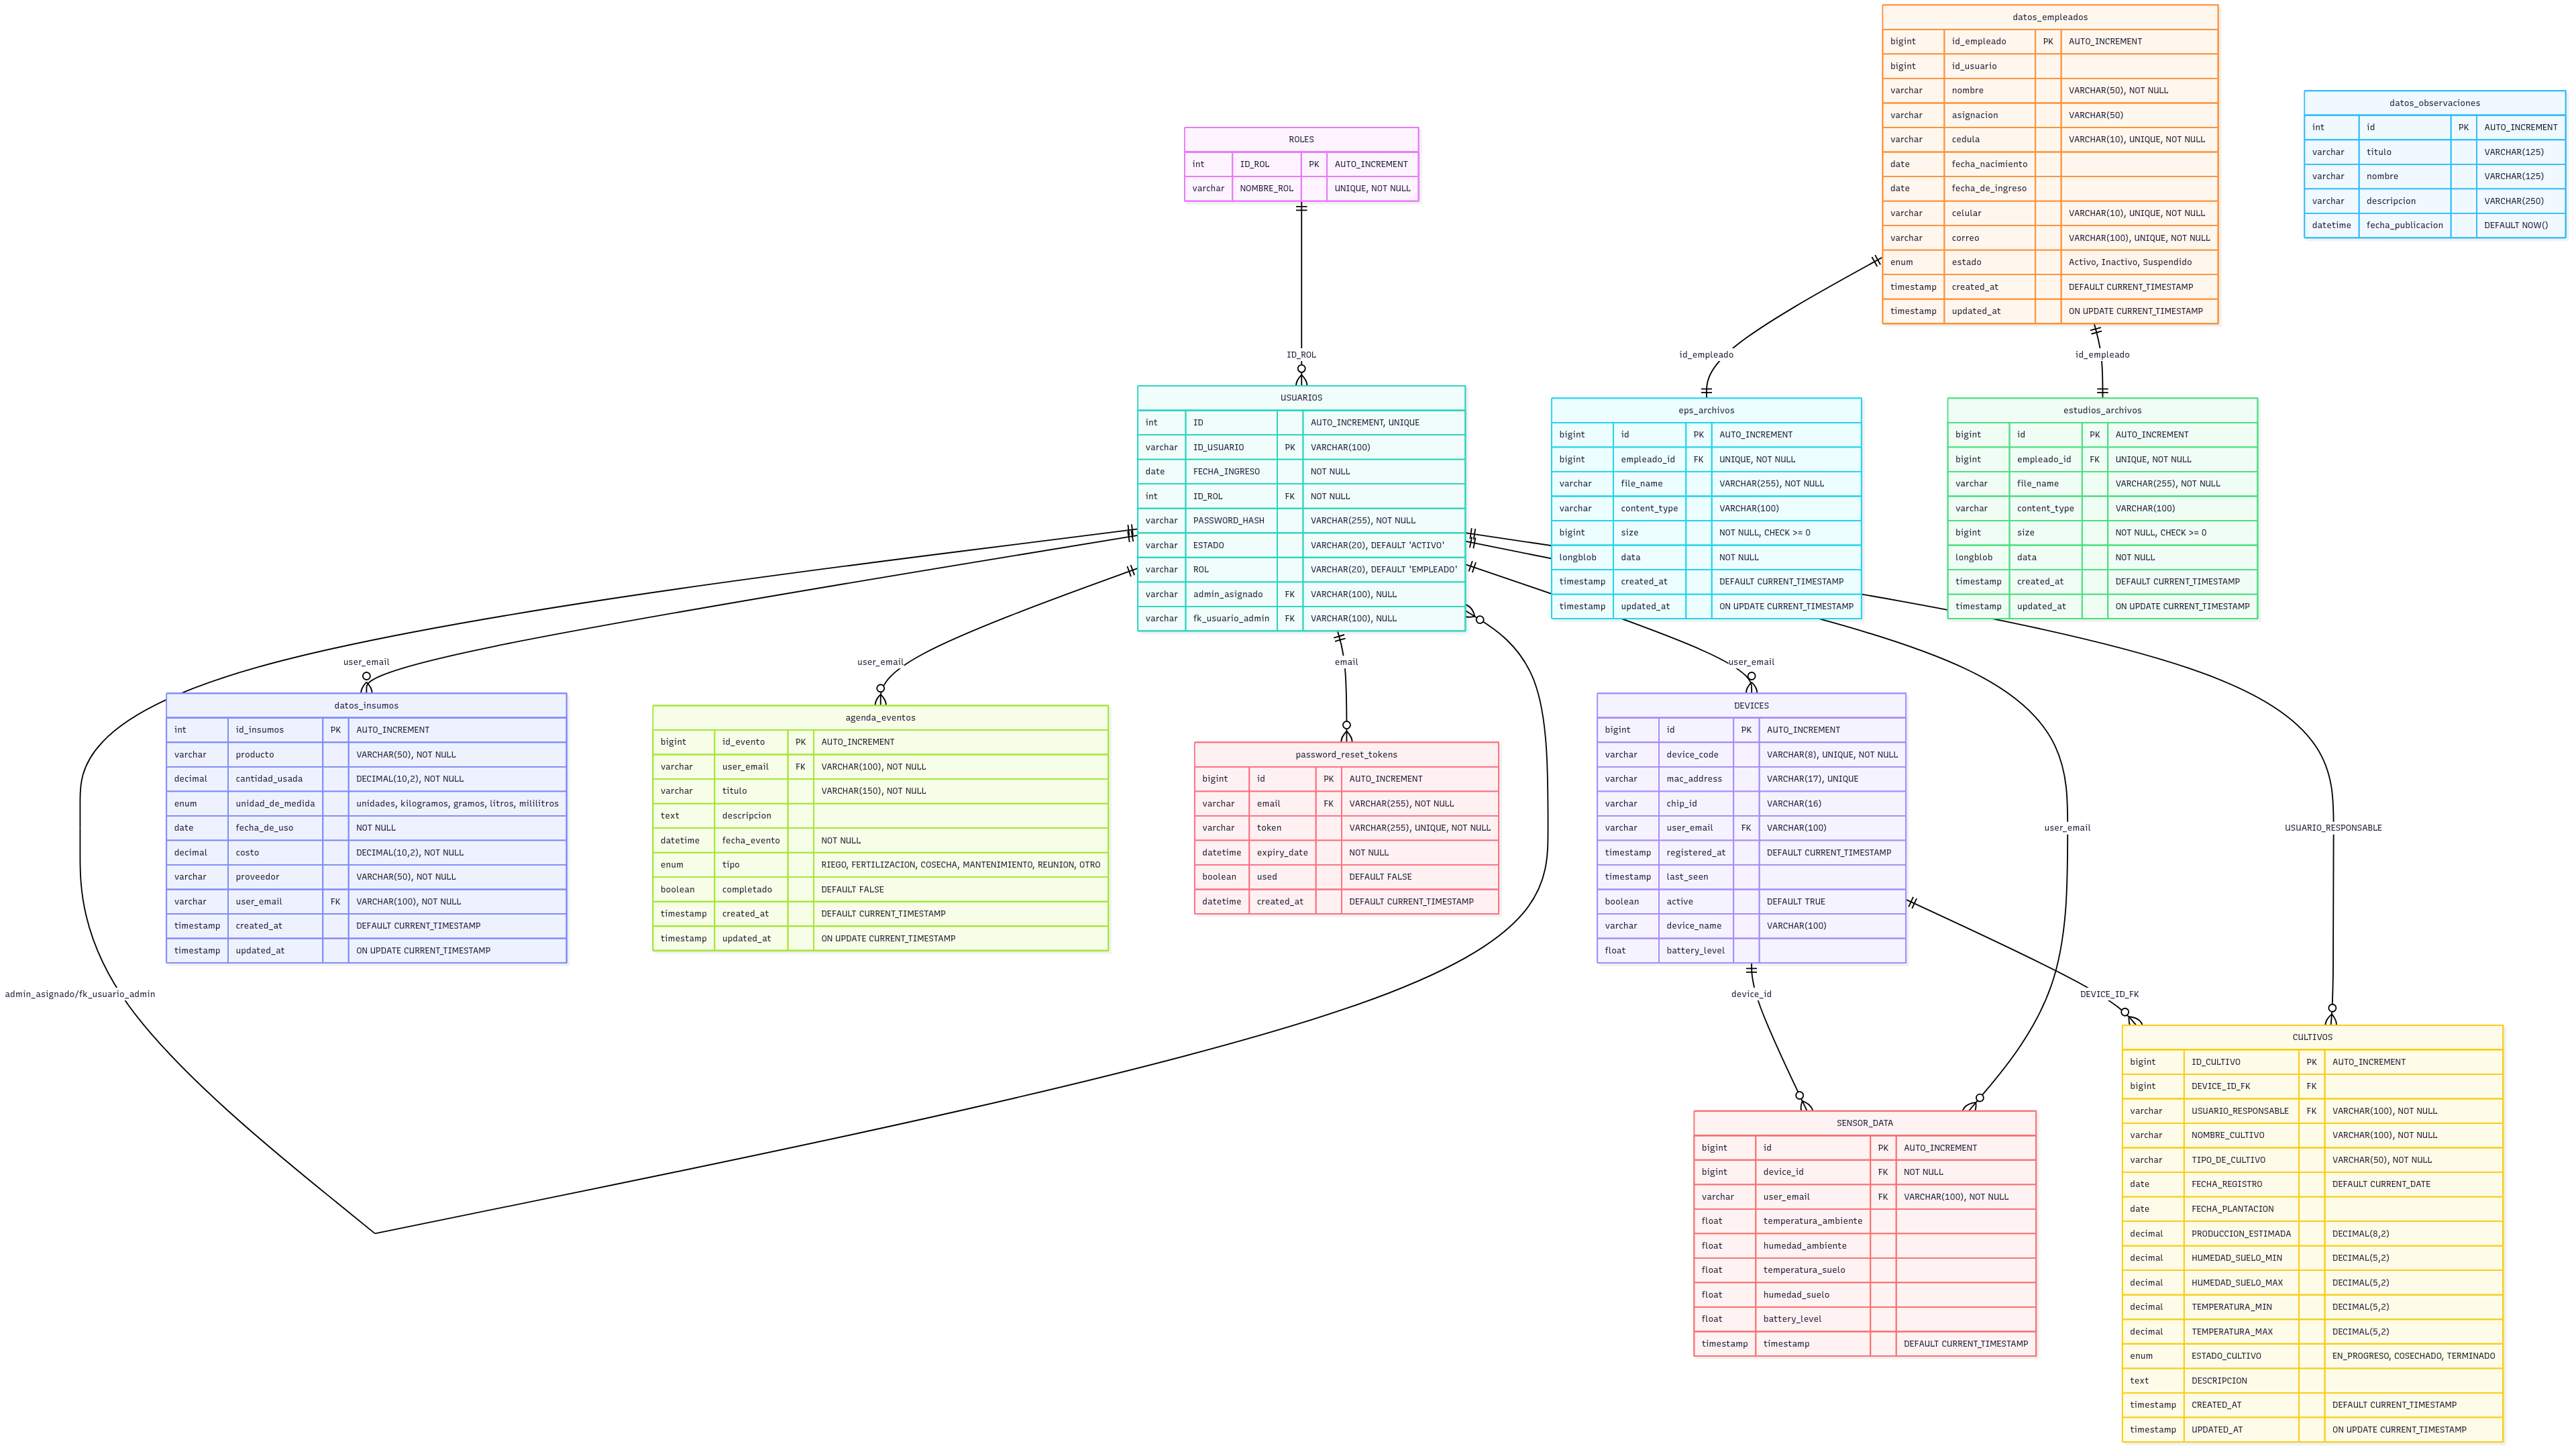 datos_empleados
bigint id_empleado PK AUTO_INCREMENT
bigint id_usuario
varchar nombre VARCHAR(50), NOT NULL
varchar asignacion VARCHAR(50)
varchar cedula VARCHAR(10), UNIQUE, NOT NULL
date fecha_nacimiento
date fecha_de_ingreso
varchar celular VARCHAR(10), UNIQUE, NOT NULL
varchar correo VARCHAR(100), UNIQUE, NOT NULL
enum estado Activo, Inactivo, Suspendido
timestamp created_at DEFAULT CURRENT_TIMESTAMP
timestamp updated_at ON UPDATE CURRENT_TIMESTAMP
datos_observaciones
int id PK AUTO_INCREMENT
varchar titulo VARCHAR(125)
varchar nombre VARCHAR(125)
varchar descripcion VARCHAR(250)
datetime fecha_publicacion DEFAULT NOW()
ROLES
int ID_ROL PK AUTO_INCREMENT
varchar NOMBRE_ROL UNIQUE, NOT NULL
ID_ROL
id_empleado
id_empleado
USUARIOS
int ID AUTO_INCREMENT, UNIQUE
varchar ID_USUARIO PK VARCHAR(100)
date FECHA_INGRESO NOT NULL
int ID_ROL FK NOT NULL
varchar PASSWORD_HASH VARCHAR(255), NOT NULL
varchar ESTADO VARCHAR(20), DEFAULT 'ACTIVO'
varchar ROL VARCHAR(20), DEFAULT 'EMPLEADO'
varchar admin_asignado FK VARCHAR(100), NULL
varchar fk_usuario_admin FK VARCHAR(100), NULL
eps_archivos
bigint id PK AUTO_INCREMENT
bigint empleado_id FK UNIQUE, NOT NULL
varchar file_name VARCHAR(255), NOT NULL
varchar content_type VARCHAR(100)
bigint size NOT NULL, CHECK >= 0
longblob data NOT NULL
timestamp created_at DEFAULT CURRENT_TIMESTAMP
timestamp updated_at ON UPDATE CURRENT_TIMESTAMP
estudios_archivos
bigint id PK AUTO_INCREMENT
bigint empleado_id FK UNIQUE, NOT NULL
varchar file_name VARCHAR(255), NOT NULL
varchar content_type VARCHAR(100)
bigint size NOT NULL, CHECK >= 0
longblob data NOT NULL
timestamp created_at DEFAULT CURRENT_TIMESTAMP
timestamp updated_at ON UPDATE CURRENT_TIMESTAMP
user_email
user_email
email
user_email
datos_insumos
int id_insumos PK AUTO_INCREMENT
varchar producto VARCHAR(50), NOT NULL
decimal cantidad_usada DECIMAL(10,2), NOT NULL
enum unidad_de_medida unidades, kilogramos, gramos, litros, mililitros
date fecha_de_uso NOT NULL
decimal costo DECIMAL(10,2), NOT NULL
varchar proveedor VARCHAR(50), NOT NULL
varchar user_email FK VARCHAR(100), NOT NULL
timestamp created_at DEFAULT CURRENT_TIMESTAMP
timestamp updated_at ON UPDATE CURRENT_TIMESTAMP
agenda_eventos
bigint id_evento PK AUTO_INCREMENT
varchar user_email FK VARCHAR(100), NOT NULL
varchar titulo VARCHAR(150), NOT NULL
text descripcion
datetime fecha_evento NOT NULL
enum tipo RIEGO, FERTILIZACION, COSECHA, MANTENIMIENTO, REUNION, OTRO
boolean completado DEFAULT FALSE
timestamp created_at DEFAULT CURRENT_TIMESTAMP
timestamp updated_at ON UPDATE CURRENT_TIMESTAMP
password_reset_tokens
bigint id PK AUTO_INCREMENT
varchar email FK VARCHAR(255), NOT NULL
varchar token VARCHAR(255), UNIQUE, NOT NULL
datetime expiry_date NOT NULL
boolean used DEFAULT FALSE
datetime created_at DEFAULT CURRENT_TIMESTAMP
DEVICES
bigint id PK AUTO_INCREMENT
varchar device_code VARCHAR(8), UNIQUE, NOT NULL
varchar mac_address VARCHAR(17), UNIQUE
varchar chip_id VARCHAR(16)
varchar user_email FK VARCHAR(100)
timestamp registered_at DEFAULT CURRENT_TIMESTAMP
timestamp last_seen
boolean active DEFAULT TRUE
varchar device_name VARCHAR(100)
float battery_level
user_email
USUARIO_RESPONSABLE
admin_asignado/fk_usuario_admin
device_id
DEVICE_ID_FK
SENSOR_DATA
bigint id PK AUTO_INCREMENT
bigint device_id FK NOT NULL
varchar user_email FK VARCHAR(100), NOT NULL
float temperatura_ambiente
float humedad_ambiente
float temperatura_suelo
float humedad_suelo
float battery_level
timestamp timestamp DEFAULT CURRENT_TIMESTAMP
CULTIVOS
bigint ID_CULTIVO PK AUTO_INCREMENT
bigint DEVICE_ID_FK FK
varchar USUARIO_RESPONSABLE FK VARCHAR(100), NOT NULL
varchar NOMBRE_CULTIVO VARCHAR(100), NOT NULL
varchar TIPO_DE_CULTIVO VARCHAR(50), NOT NULL
date FECHA_REGISTRO DEFAULT CURRENT_DATE
date FECHA_PLANTACION
decimal PRODUCCION_ESTIMADA DECIMAL(8,2)
decimal HUMEDAD_SUELO_MIN DECIMAL(5,2)
decimal HUMEDAD_SUELO_MAX DECIMAL(5,2)
decimal TEMPERATURA_MIN DECIMAL(5,2)
decimal TEMPERATURA_MAX DECIMAL(5,2)
enum ESTADO_CULTIVO EN_PROGRESO, COSECHADO, TERMINADO
text DESCRIPCION
timestamp CREATED_AT DEFAULT CURRENT_TIMESTAMP
timestamp UPDATED_AT ON UPDATE CURRENT_TIMESTAMP